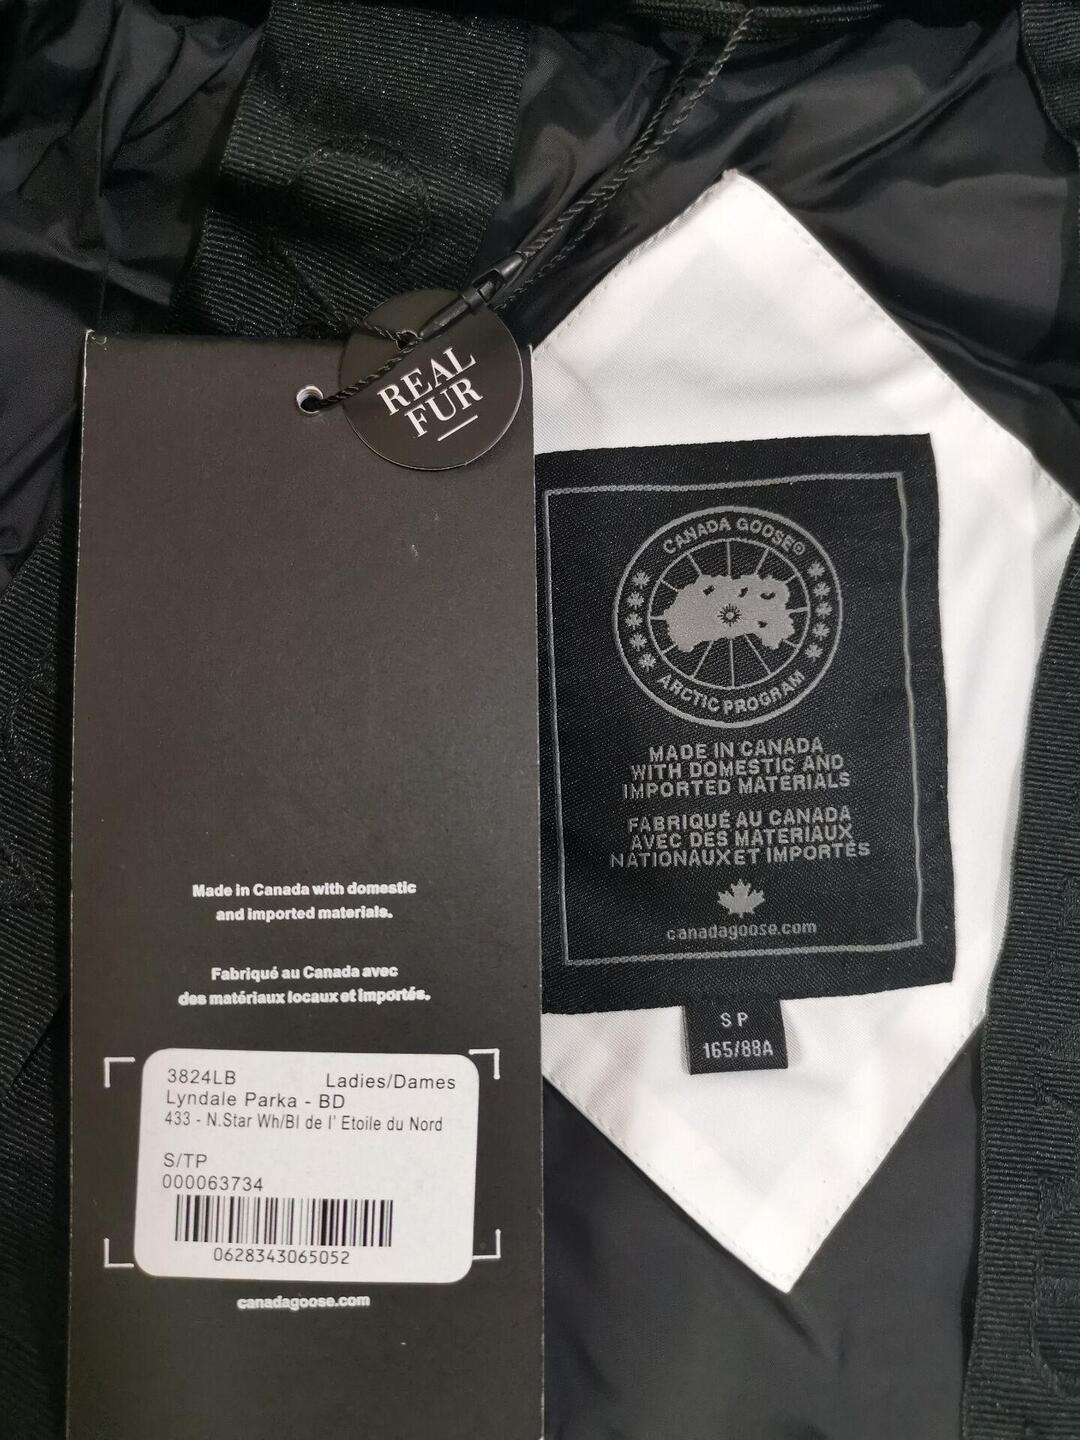 REAL
FUR
CANADA GOOSE®
ARCTIC PROGRAM
MADE IN CANADA
WITH DOMESTIC AND
IMPORTED MATERIALS
FABRIQUÉ AU CANADA
AVEC DES MATERIAUX
NATIONAUX ET IMPORTÉS
canadagoose.com
S P
165/88A
Made in Canada with domestic
and imported materials.
Fabriqué au Canada avec
des matériaux locaux et importés.
3824LB Ladies/Dames
Lyndale Parka - BD
433 - N.Star Wh/Bl de l' Etoile du Nord
S/TP
000063734
0628343065052
canadagoose.com